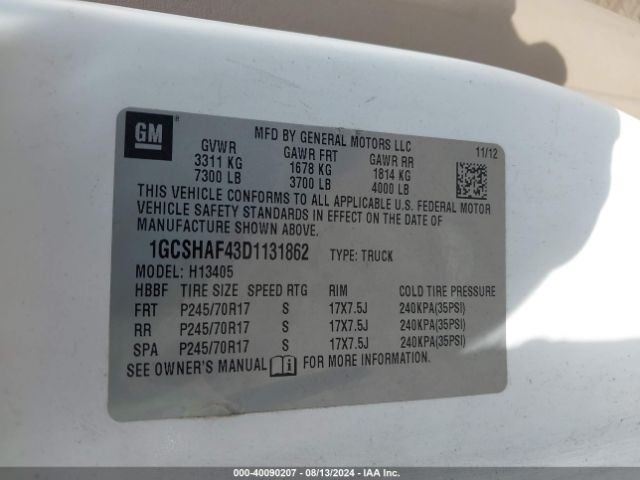 GM
MFD BY GENERAL MOTORS LLC
11/12
GVWR GAWR FRT GAWR RR
3311 KG 1678 KG 1814 KG
7300 LB 3700 LB 4000 LB
THIS VEHICLE CONFORMS TO ALL APPLICABLE U.S. FEDERAL MOTOR
VEHICLE SAFETY STANDARDS IN EFFECT ON THE DATE OF
MANUFACTURE SHOWN ABOVE.
1GCSHAF43D1131862 TYPE: TRUCK
MODEL: H13405
HBBF TIRE SIZE SPEED RTG RIM COLD TIRE PRESSURE
FRT P245/70R17 S 17X7.5J 240KPA(35PSI)
RR P245/70R17 S 17X7.5J 240KPA(35PSI)
SPA P245/70R17 S 17X7.5J 240KPA(35PSI)
SEE OWNER'S MANUAL FOR MORE INFORMATION.
000-40090207 - 08/13/2024 - IAA Inc.